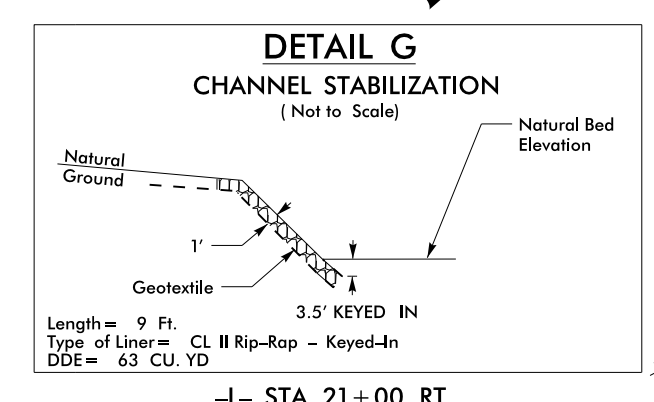 DETAIL G
CHANNEL STABILIZATION
( Not to Scale)
Natural Bed
Elevation
Natural
Ground
1'
Geotextile
3.5' KEYED IN
Length= 9 Ft.
Type of Liner= CL II Rip-Rap - Keyed-In
DDE= 63 CU. YD
-L- STA 21+00 RT